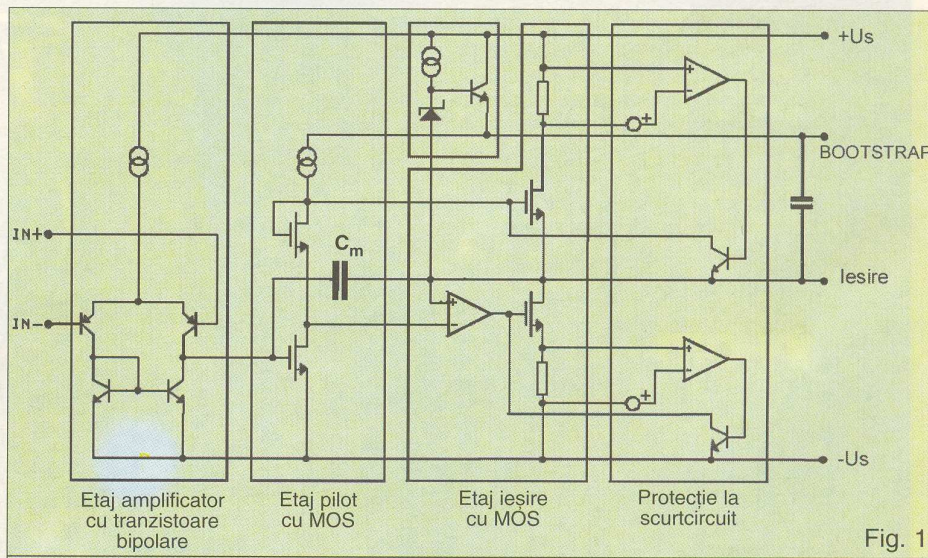 +Us
BOOTSTRAP
IN+
Cm
Iesire
IN−
-Us
+
−
+
+
−
+
−
+
Etaj amplificator
cu tranzistoare
bipolare
Etaj pilot
cu MOS
Etaj ieșire
cu MOS
Protecție la
scurtcircuit
Fig. 1